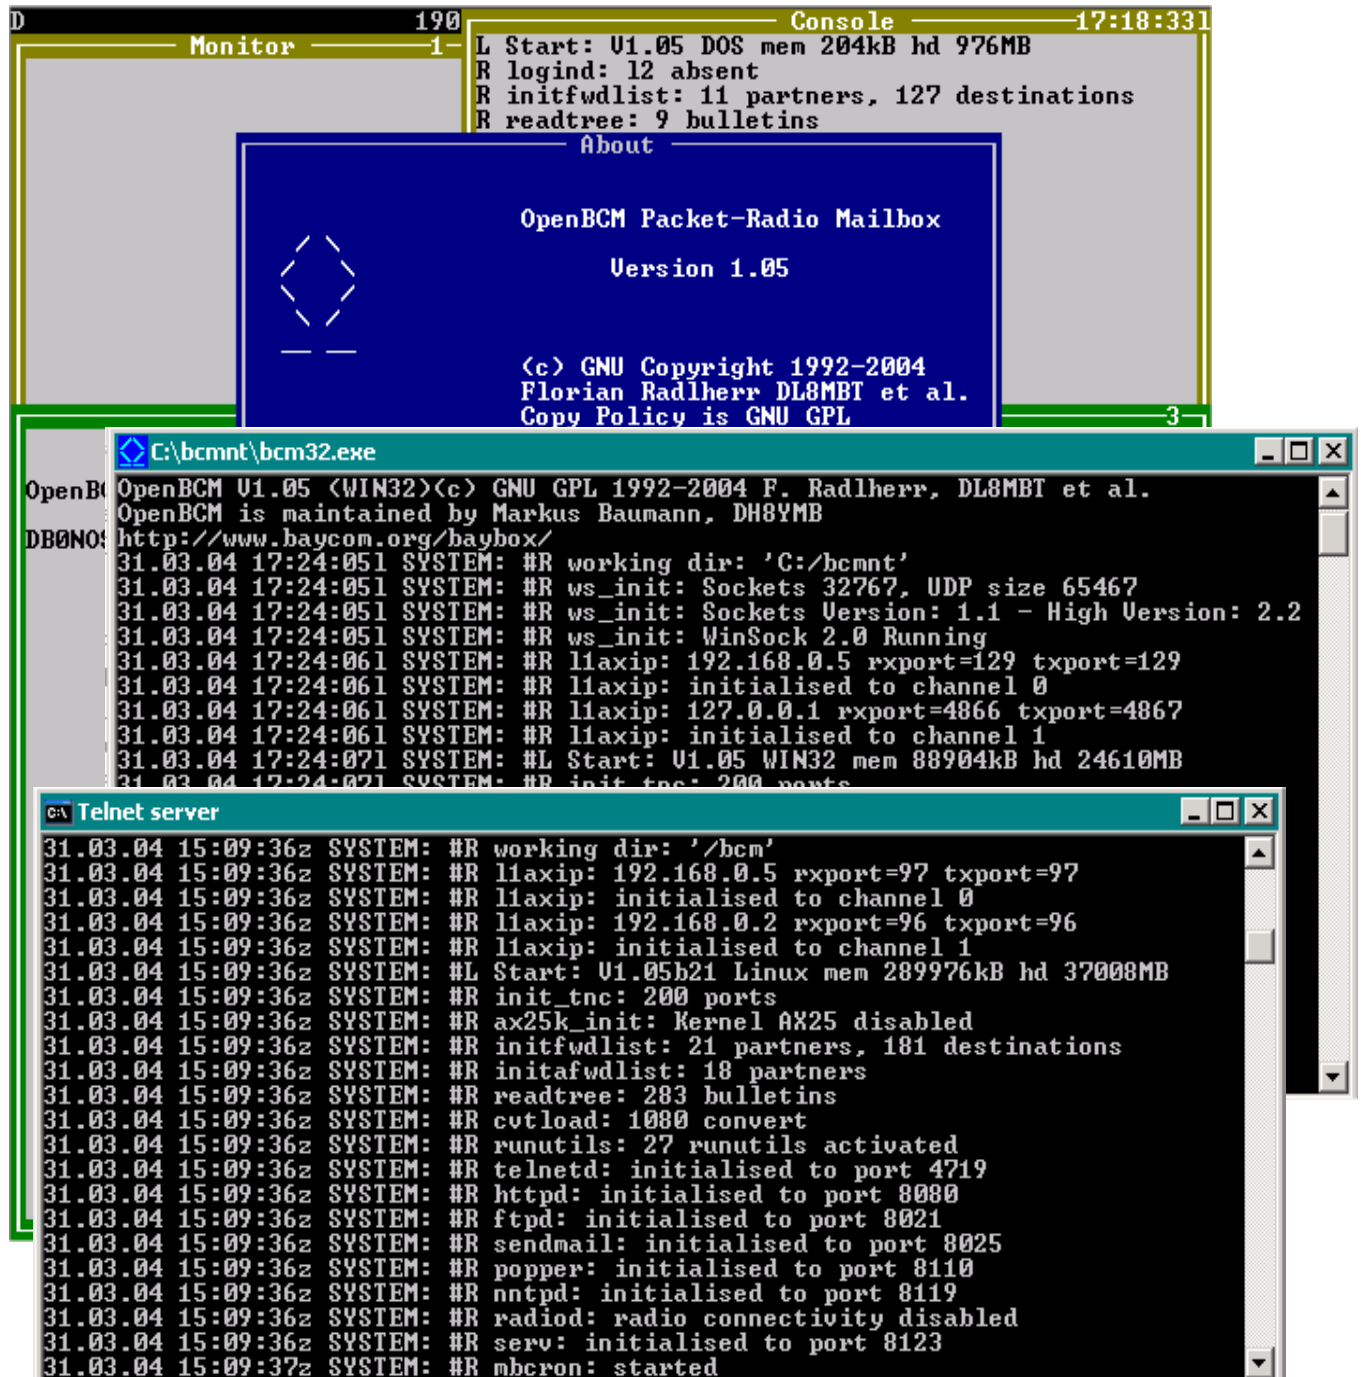 D 190
Console 17:18:33l
Monitor 1
L Start: V1.05 DOS mem 204kB hd 976MB
R logind: l2 absent
R initfwdlist: 11 partners, 127 destinations
R readtree: 9 bulletins
About
OpenBCM Packet-Radio Mailbox
Version 1.05
(c) GNU Copyright 1992-2004
Florian Radlherr DL8MBT et al.
Copy Policy is GNU GPL
3
C:\bcmnt\bcm32.exe
OpenB
DB0NO
OpenBCM V1.05 (WIN32)(c) GNU GPL 1992-2004 F. Radlherr, DL8MBT et al.
OpenBCM is maintained by Markus Baumann, DH8YMB
http://www.baycom.org/baybox/
31.03.04 17:24:05l SYSTEM: #R working dir: 'C:/bcmnt'
31.03.04 17:24:05l SYSTEM: #R ws_init: Sockets 32767, UDP size 65467
31.03.04 17:24:05l SYSTEM: #R ws_init: Sockets Version: 1.1 - High Version: 2.2
31.03.04 17:24:05l SYSTEM: #R ws_init: WinSock 2.0 Running
31.03.04 17:24:06l SYSTEM: #R l1axip: 192.168.0.5 rxport=129 txport=129
31.03.04 17:24:06l SYSTEM: #R l1axip: initialised to channel 0
31.03.04 17:24:06l SYSTEM: #R l1axip: 127.0.0.1 rxport=4866 txport=4867
31.03.04 17:24:06l SYSTEM: #R l1axip: initialised to channel 1
31.03.04 17:24:07l SYSTEM: #L Start: V1.05 WIN32 mem 88904kB hd 24610MB
31.03.04 17:24:07l SYSTEM: #R init_tnc: 200 ports
Telnet server
31.03.04 15:09:36z SYSTEM: #R working dir: '/bcm'
31.03.04 15:09:36z SYSTEM: #R l1axip: 192.168.0.5 rxport=97 txport=97
31.03.04 15:09:36z SYSTEM: #R l1axip: initialised to channel 0
31.03.04 15:09:36z SYSTEM: #R l1axip: 192.168.0.2 rxport=96 txport=96
31.03.04 15:09:36z SYSTEM: #R l1axip: initialised to channel 1
31.03.04 15:09:36z SYSTEM: #L Start: V1.05b21 Linux mem 289976kB hd 37008MB
31.03.04 15:09:36z SYSTEM: #R init_tnc: 200 ports
31.03.04 15:09:36z SYSTEM: #R ax25k_init: Kernel AX25 disabled
31.03.04 15:09:36z SYSTEM: #R initfwdlist: 21 partners, 181 destinations
31.03.04 15:09:36z SYSTEM: #R initafwdlist: 18 partners
31.03.04 15:09:36z SYSTEM: #R readtree: 283 bulletins
31.03.04 15:09:36z SYSTEM: #R cvtload: 1080 convert
31.03.04 15:09:36z SYSTEM: #R runutils: 27 runutils activated
31.03.04 15:09:36z SYSTEM: #R telnetd: initialised to port 4719
31.03.04 15:09:36z SYSTEM: #R httpd: initialised to port 8080
31.03.04 15:09:36z SYSTEM: #R ftpd: initialised to port 8021
31.03.04 15:09:36z SYSTEM: #R sendmail: initialised to port 8025
31.03.04 15:09:36z SYSTEM: #R popper: initialised to port 8110
31.03.04 15:09:36z SYSTEM: #R nntpd: initialised to port 8119
31.03.04 15:09:36z SYSTEM: #R radiod: radio connectivity disabled
31.03.04 15:09:36z SYSTEM: #R serv: initialised to port 8123
31.03.04 15:09:37z SYSTEM: #R mbcron: started